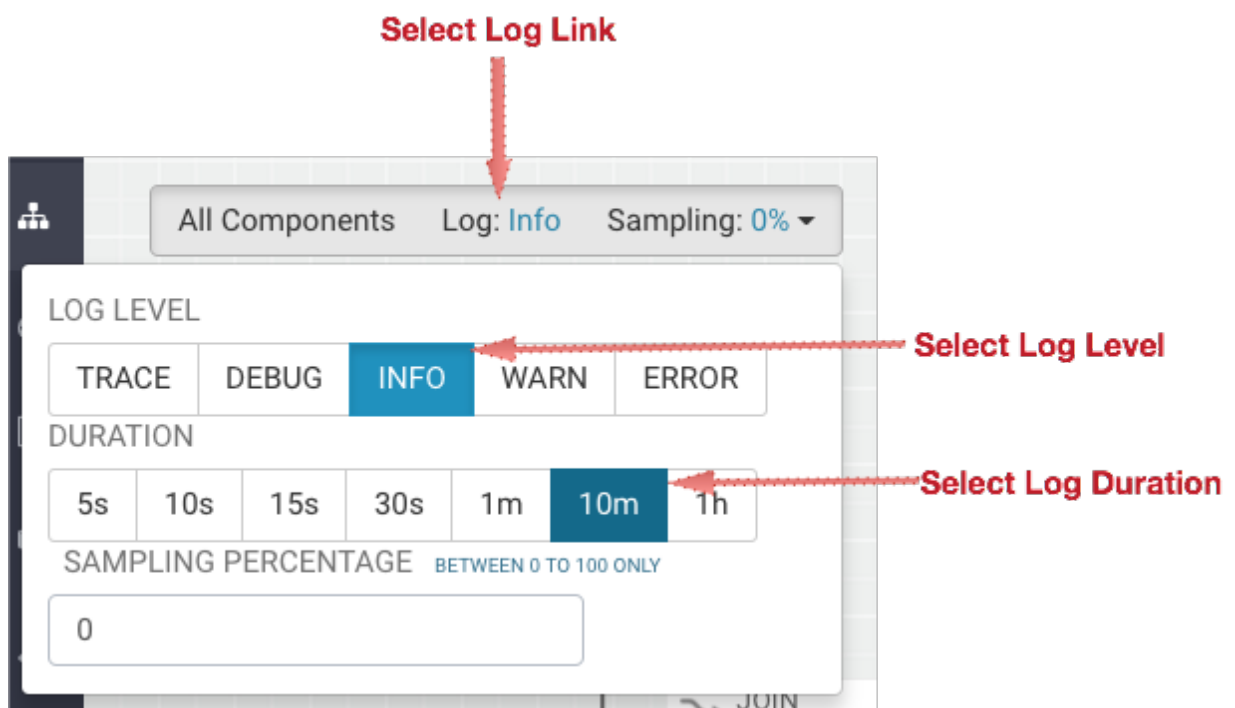 Select Log Link
All Components Log: Info Sampling: 0%
LOG LEVEL
TRACE DEBUG INFO WARN ERROR
Select Log Level
DURATION
5s 10s 15s 30s 1m 10m 1h
Select Log Duration
SAMPLING PERCENTAGE BETWEEN 0 TO 100 ONLY
0
JOIN